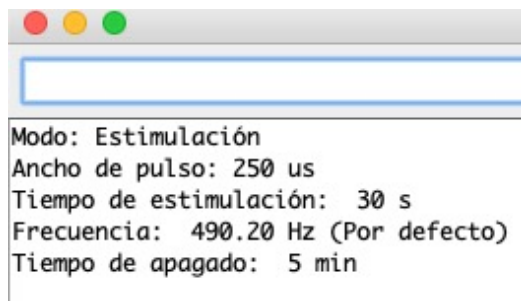 Modo: Estimulación
Ancho de pulso: 250 us
Tiempo de estimulación:  30 s
Frecuencia:  490.20 Hz (Por defecto)
Tiempo de apagado:  5 min